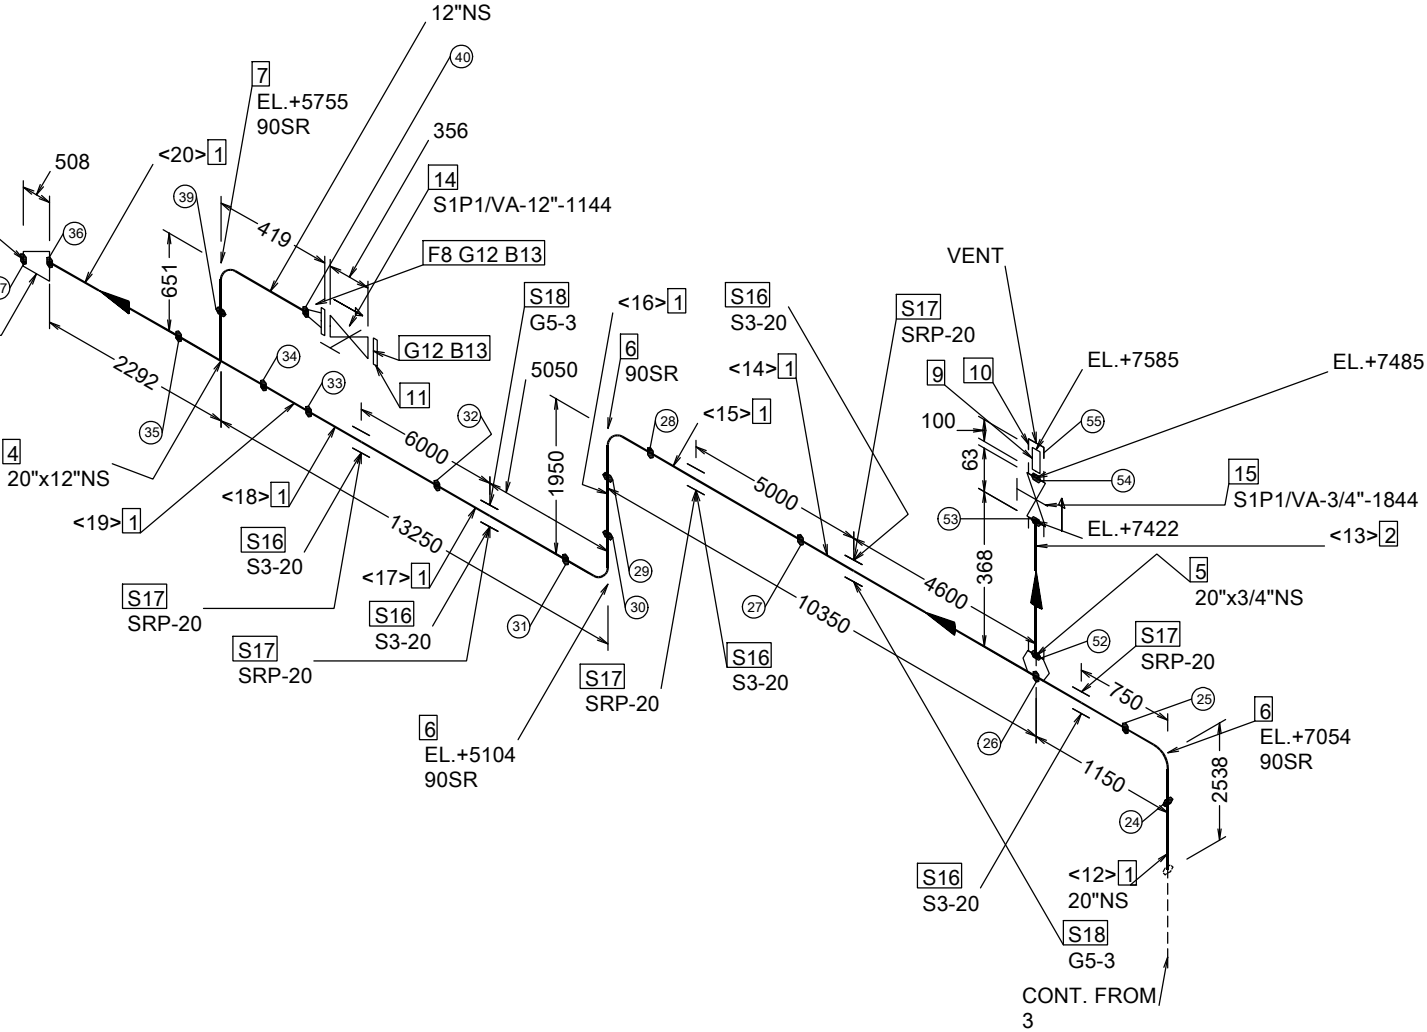 12"NS
40
7
EL.+5755
90SR
356
<20> 1
508
14
S1P1/VA-12"-1144
39
419
36
F8 G12 B13
651
VENT
7
S18
G5-3
<16> 1
S16
S3-20
S17
SRP-20
G12 B13
6
90SR
EL.+7585
EL.+7485
34
5050
<14> 1
9
10
33
11
2292
<15> 1
32
28
100
55
35
6000
1950
63
4
20"x12"NS
5000
54
15
S1P1/VA-3/4"-1844
<18> 1
53
<19> 1
13250
EL.+7422
<13> 2
S16
S3-20
368
<17> 1
29
5
20"x3/4"NS
S17
SRP-20
S16
S3-20
30
27
4600
31
10350
52
S17
SRP-20
S17
SRP-20
S16
S3-20
S17
SRP-20
750
25
6
EL.+5104
90SR
26
6
EL.+7054
90SR
1150
2538
24
S16
S3-20
<12> 1
20"NS
S18
G5-3
CONT. FROM
3